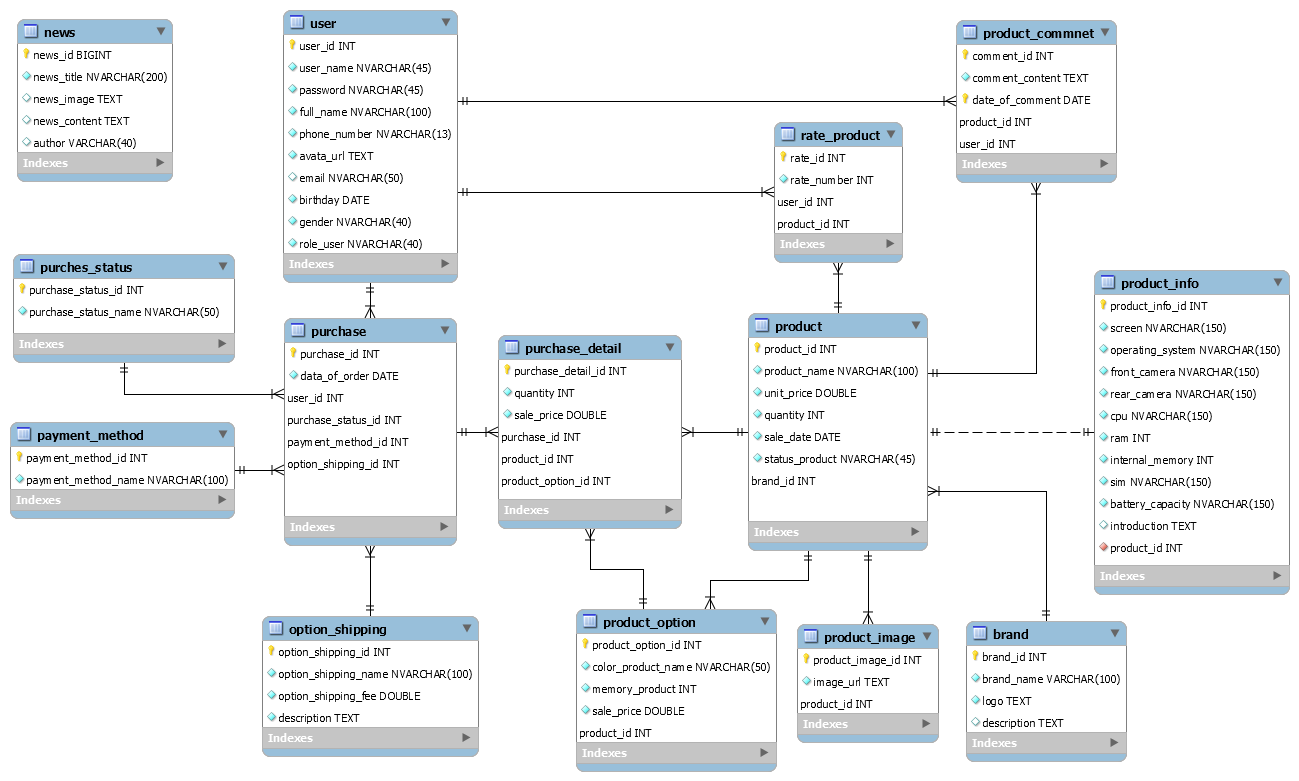 news
news_id BIGINT
news_title NVARCHAR(200)
news_image TEXT
news_content TEXT
author VARCHAR(40)
Indexes
user
user_id INT
user_name NVARCHAR(45)
password NVARCHAR(45)
full_name NVARCHAR(100)
phone_number NVARCHAR(13)
avata_url TEXT
email NVARCHAR(50)
birthday DATE
gender NVARCHAR(40)
role_user NVARCHAR(40)
Indexes
product_commnet
comment_id INT
comment_content TEXT
date_of_comment DATE
product_id INT
user_id INT
Indexes
rate_product
rate_id INT
rate_number INT
user_id INT
product_id INT
Indexes
purches_status
purchase_status_id INT
purchase_status_name NVARCHAR(50)
Indexes
purchase
purchase_id INT
data_of_order DATE
user_id INT
purchase_status_id INT
payment_method_id INT
option_shipping_id INT
Indexes
purchase_detail
purchase_detail_id INT
quantity INT
sale_price DOUBLE
purchase_id INT
product_id INT
product_option_id INT
Indexes
product
product_id INT
product_name NVARCHAR(100)
unit_price DOUBLE
quantity INT
sale_date DATE
status_product NVARCHAR(45)
brand_id INT
Indexes
product_info
product_info_id INT
screen NVARCHAR(150)
operating_system NVARCHAR(150)
front_camera NVARCHAR(150)
rear_camera NVARCHAR(150)
cpu NVARCHAR(150)
ram INT
internal_memory INT
sim NVARCHAR(150)
battery_capacity NVARCHAR(150)
introduction TEXT
product_id INT
Indexes
payment_method
payment_method_id INT
payment_method_name NVARCHAR(100)
Indexes
option_shipping
option_shipping_id INT
option_shipping_name NVARCHAR(100)
option_shipping_fee DOUBLE
description TEXT
Indexes
product_option
product_option_id INT
color_product_name NVARCHAR(50)
memory_product INT
sale_price DOUBLE
product_id INT
Indexes
product_image
product_image_id INT
image_url TEXT
product_id INT
Indexes
brand
brand_id INT
brand_name VARCHAR(100)
logo TEXT
description TEXT
Indexes